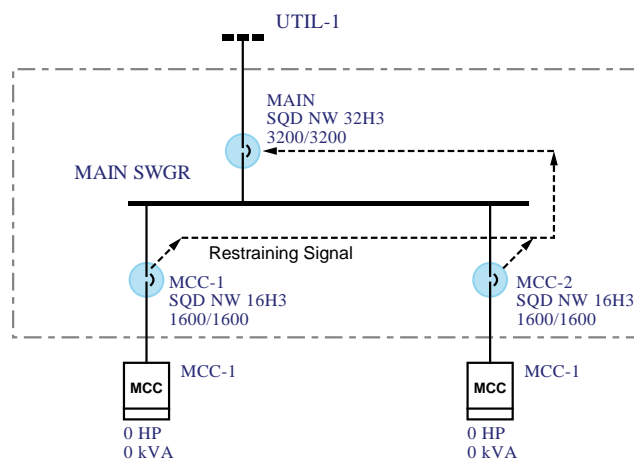 UTIL-1
MAIN
SQD NW 32H3
3200/3200
MAIN SWGR
Restraining Signal
MCC-1
SQD NW 16H3
1600/1600
MCC-2
SQD NW 16H3
1600/1600
MCC
MCC-1
0 HP
0 kVA
MCC
MCC-1
0 HP
0 kVA